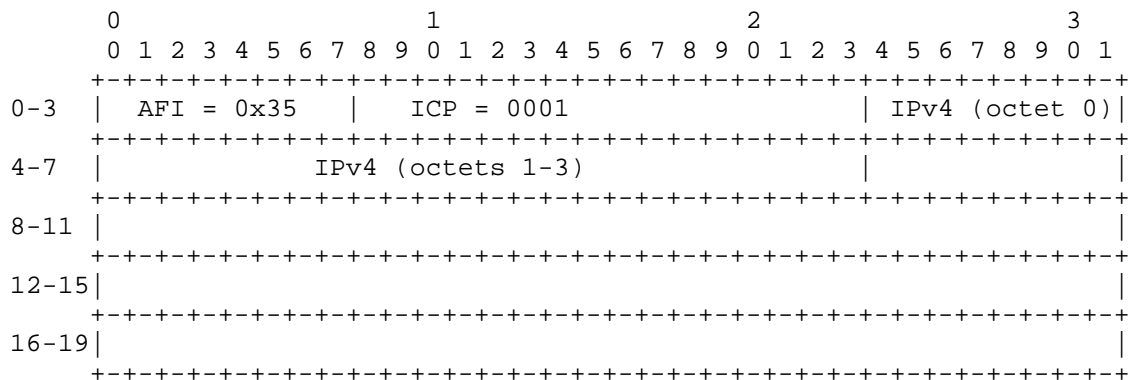 0                   1                   2                   3
 0 1 2 3 4 5 6 7 8 9 0 1 2 3 4 5 6 7 8 9 0 1 2 3 4 5 6 7 8 9 0 1
+-+-+-+-+-+-+-+-+-+-+-+-+-+-+-+-+-+-+-+-+-+-+-+-+-+-+-+-+-+-+-+-+
0-3 | AFI = 0x35 | ICP = 0001 | IPv4 (octet 0)|
+-+-+-+-+-+-+-+-+-+-+-+-+-+-+-+-+-+-+-+-+-+-+-+-+-+-+-+-+-+-+-+-+
4-7 | IPv4 (octets 1-3) | |
+-+-+-+-+-+-+-+-+-+-+-+-+-+-+-+-+-+-+-+-+-+-+-+-+-+-+-+-+-+-+-+-+
8-11 | |
+-+-+-+-+-+-+-+-+-+-+-+-+-+-+-+-+-+-+-+-+-+-+-+-+-+-+-+-+-+-+-+-+
12-15| |
+-+-+-+-+-+-+-+-+-+-+-+-+-+-+-+-+-+-+-+-+-+-+-+-+-+-+-+-+-+-+-+-+
16-19| |
+-+-+-+-+-+-+-+-+-+-+-+-+-+-+-+-+-+-+-+-+-+-+-+-+-+-+-+-+-+-+-+-+